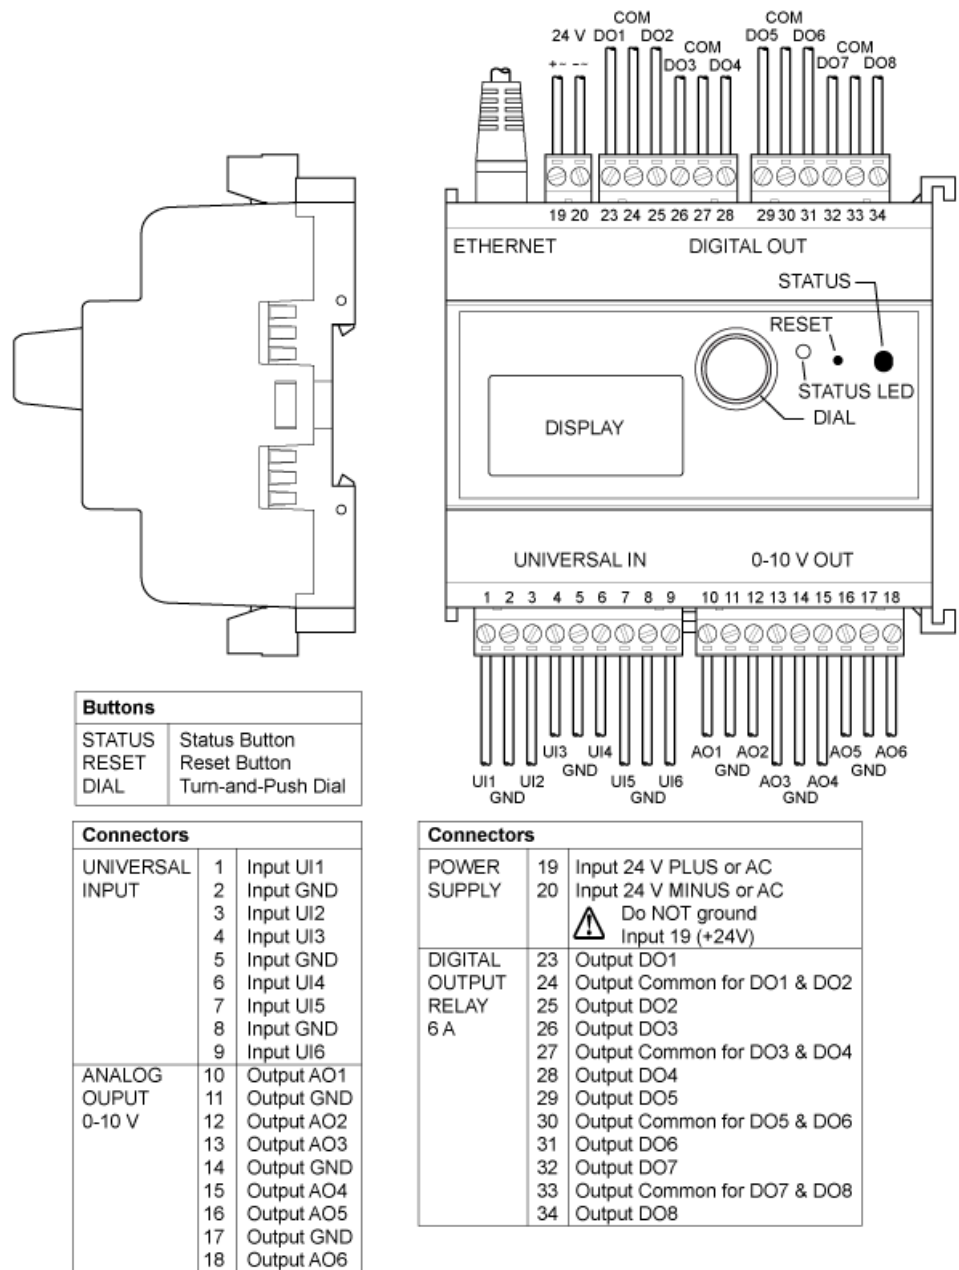 COM
COM
24 V DO1 DO2
DO5 DO6
COM
COM
DO3 DO4
DO7 DO8
+~ -~
19 20 23 24 25 26 27 28 29 30 31 32 33 34
ETHERNET
DIGITAL OUT
STATUS
RESET
STATUS LED
DIAL
DISPLAY
UNIVERSAL IN
0-10 V OUT
1 2 3 4 5 6 7 8 9 10 11 12 13 14 15 16 17 18
UI3 UI4
AO1 AO2
AO5 AO6
GND
GND
GND
UI1 UI2
UI5 UI6
AO3 AO4
GND
GND
GND
Buttons
STATUS Status Button
RESET Reset Button
DIAL Turn-and-Push Dial
Connectors
UNIVERSAL 1 Input UI1
INPUT 2 Input GND
3 Input UI2
4 Input UI3
5 Input GND
6 Input UI4
7 Input UI5
8 Input GND
9 Input UI6
ANALOG 10 Output AO1
OUPUT 11 Output GND
0-10 V 12 Output AO2
13 Output AO3
14 Output GND
15 Output AO4
16 Output AO5
17 Output GND
18 Output AO6
Connectors
POWER 19 Input 24 V PLUS or AC
SUPPLY 20 Input 24 V MINUS or AC
Do NOT ground
Input 19 (+24V)
DIGITAL 23 Output DO1
OUTPUT 24 Output Common for DO1 & DO2
RELAY 25 Output DO2
6 A 26 Output DO3
27 Output Common for DO3 & DO4
28 Output DO4
29 Output DO5
30 Output Common for DO5 & DO6
31 Output DO6
32 Output DO7
33 Output Common for DO7 & DO8
34 Output DO8